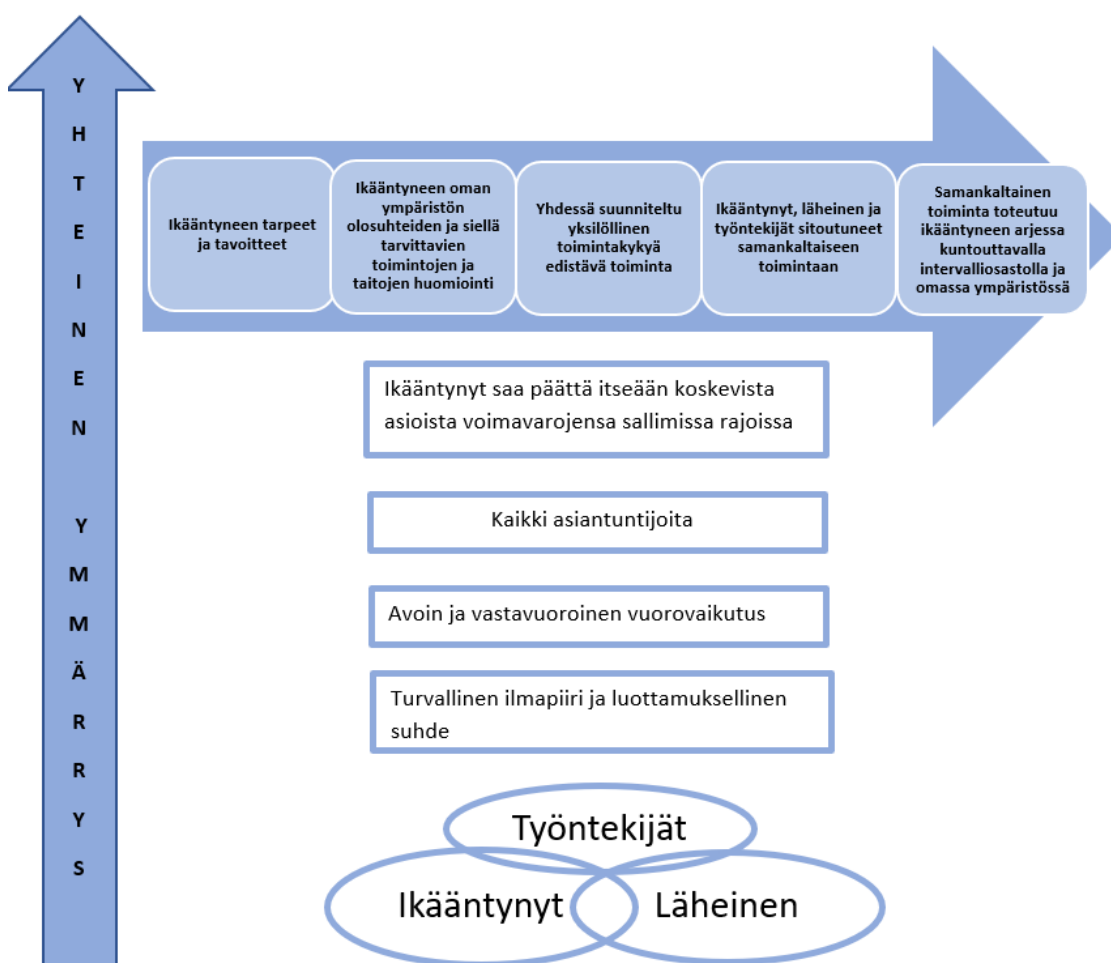 YHTEINEN YMMÄRRYS
Ikääntyneen tarpeet
ja tavoitteet
Ikääntyneen oman
ympäristön
olosuhteiden ja siellä
tarvittavien
toimintojen ja
taitojen huomiointi
Yhdessä suunniteltu
yksilöllinen
toimintakykyä
edistävä toiminta
Ikääntynyt, läheinen ja
työntekijät sitoutuneet
samankaltaiseen
toimintaan
Samankaltainen
toiminta toteutuu
ikääntyneen arjessa
kuntouttavalla
intervalliosastolla ja
omassa ympäristössä
Ikääntynyt saa päättä itseään koskevista
asioista voimavarojensa sallimissa rajoissa
Kaikki asiantuntijoita
Avoin ja vastavuoroinen vuorovaikutus
Turvallinen ilmapiiri ja luottamuksellinen
suhde
Työntekijät
Ikääntynyt
Läheinen